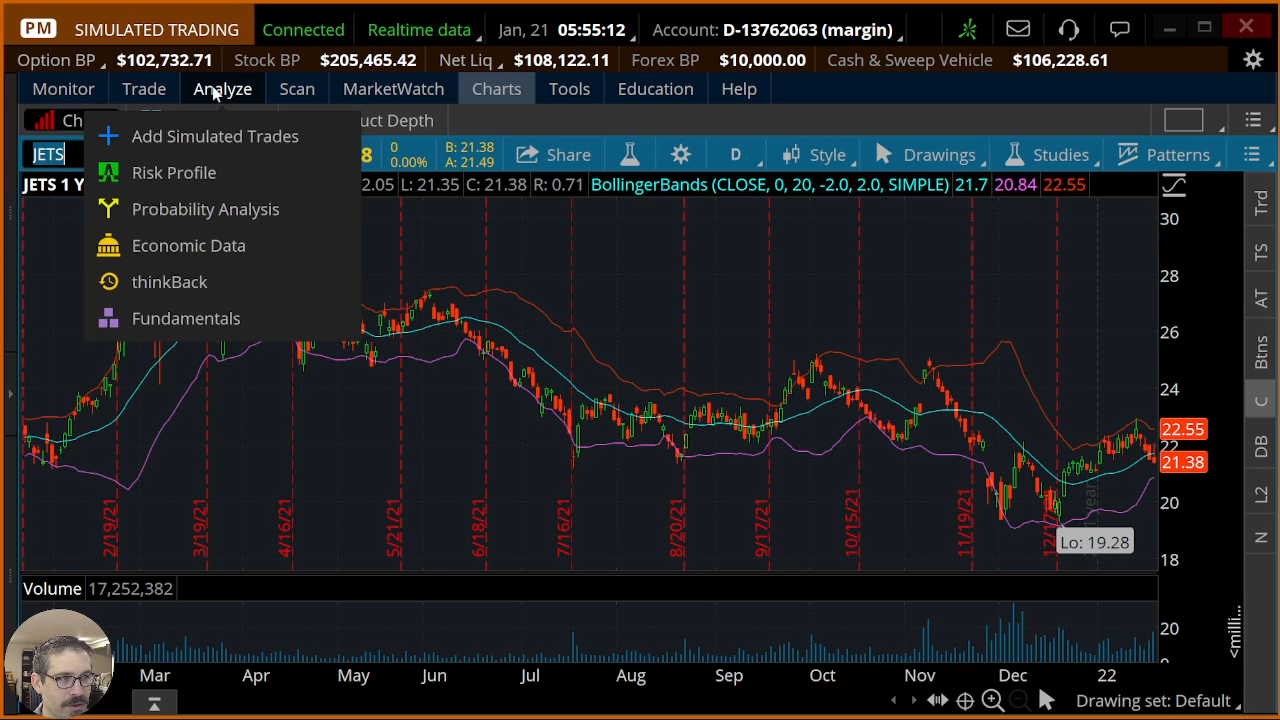 PM SIMULATED TRADING Connected Realtime data Jan, 21 05:55:12 Account: D-13762063 (margin)
Option BP $102,732.71 Stock BP $205,465.42 Net Liq $108,122.11 Forex BP $10,000.00 Cash & Sweep Vehicle $106,228.61
Monitor Trade Analyze Scan MarketWatch Charts Tools Education Help
Ch uct Depth
Add Simulated Trades
JETS 8 0 0.00% B: 21.38 A: 21.49 Share D Style Drawings Studies Patterns
Risk Profile
JETS 1 Y 2.05 L: 21.35 C: 21.38 R: 0.71 BollingerBands (CLOSE, 0, 20, -2.0, 2.0, SIMPLE) 21.7 20.84 22.55
Probability Analysis
Economic Data
thinkBack
Fundamentals
30
28
26
24
22.55
22
21.38
20
18
2/19/21 3/19/21 4/16/21 5/21/21 6/18/21 7/16/21 8/20/21 9/17/21 10/15/21 11/19/21 12/1 1 year
Lo: 19.28
Trd
TS
AT
Btns
C
DB
L2
N
Volume 17,252,382
20
<milli...
Mar Apr May Jun Jul Aug Sep Oct Nov Dec 22
Drawing set: Default